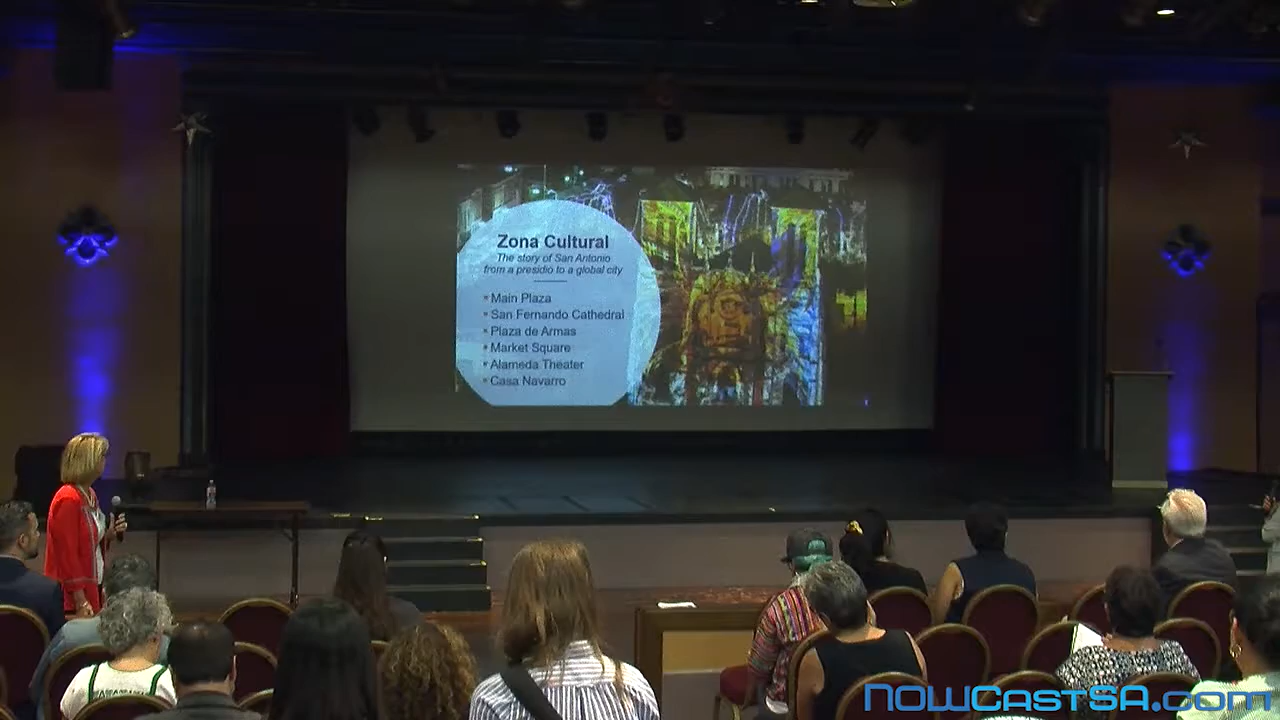 Zona Cultural
The story of San Antonio
from a presidio to a global city
Main Plaza
San Fernando Cathedral
Plaza de Armas
Market Square
Alameda Theater
Casa Navarro
NOWCastSA.com